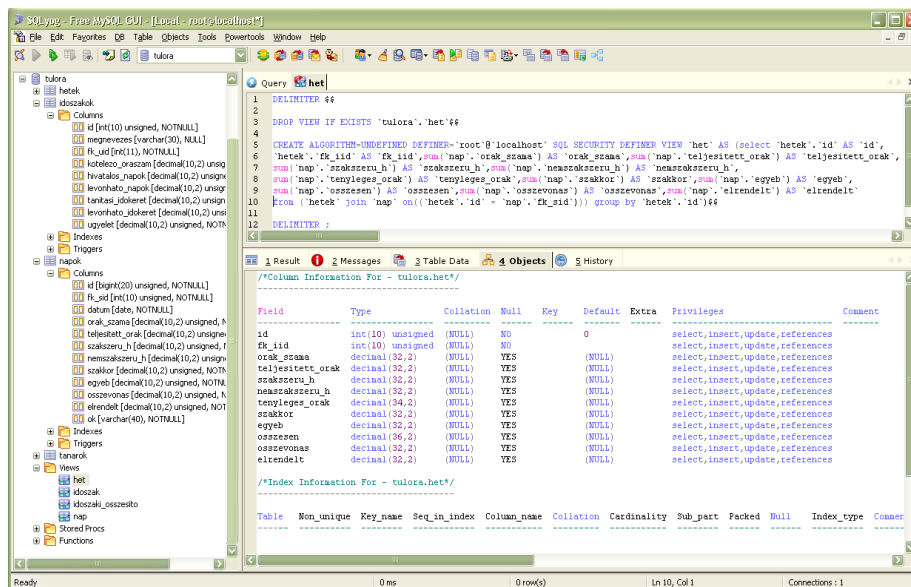 SQLyog - Free MySQL GUI - [Local - root@localhost*]
File Edit Favorites DB Table Objects Tools Powertools Window Help
tulora
tulora
hetek
idoszakok
Columns
id [int(10) unsigned, NOTNULL]
megnevezes [varchar(30), NULL]
fk_uid [int(11), NOTNULL]
kotelezo_oraszam [decimal(10,2) unsig
hivatalos_napok [decimal(10,2) unsigne
levonhato_napok [decimal(10,2) unsigr
tanitasi_idokeret [decimal(10,2) unsign
levonhato_idokeret [decimal(10,2) unsi
ugyelet [decimal(10,2) unsigned, NOTN
Indexes
Triggers
napok
Columns
id [bigint(20) unsigned, NOTNULL]
fk_sid [int(10) unsigned, NOTNULL]
datum [date, NOTNULL]
orak_szama [decimal(10,2) unsigned, N
teljesitett_orak [decimal(10,2) unsigne
szakszeru_h [decimal(10,2) unsigned, f
nemszakszeru_h [decimal(10,2) unsign
szakkor [decimal(10,2) unsigned, NOTN
egyeb [decimal(10,2) unsigned, NOTNL
osszevonas [decimal(10,2) unsigned, N
elrendelt [decimal(10,2) unsigned, NOT
ok [varchar(40), NOTNULL]
Indexes
Triggers
tanarok
Views
het
idoszak
idoszaki_osszesito
nap
Stored Procs
Functions
Query het
1 DELIMITER $$
2
3 DROP VIEW IF EXISTS `tulora`.`het`$$
4
5 CREATE ALGORITHM=UNDEFINED DEFINER=`root`@`localhost` SQL SECURITY DEFINER VIEW `het` AS (select `hetek`.`id` AS `id`,
6 `hetek`.`fk_iid` AS `fk_iid`,sum(`nap`.`orak_szama`) AS `orak_szama`,sum(`nap`.`teljesitett_orak`) AS `teljesitett_orak`,
7 sum(`nap`.`szakszeru_h`) AS `szakszeru_h`,sum(`nap`.`nemszakszeru_h`) AS `nemszakszeru_h`,
8 sum(`nap`.`tenyleges_orak`) AS `tenyleges_orak`,sum(`nap`.`szakkor`) AS `szakkor`,sum(`nap`.`egyeb`) AS `egyeb`,
9 sum(`nap`.`osszesen`) AS `osszesen`,sum(`nap`.`osszevonas`) AS `osszevonas`,sum(`nap`.`elrendelt`) AS `elrendelt`
10 from (`hetek` join `nap` on((`hetek`.`id` = `nap`.`fk_sid`))) group by `hetek`.`id`)$$
11
12 DELIMITER ;
1 Result 2 Messages 3 Table Data 4 Objects 5 History
/*Column Information For - tulora.het*/
----------------------------------------
Field Type Collation Null Key Default Extra Privileges Comment
---------------- ---------------- --------- ------ ------ ------- ------ ------------------------------- -------
id int(10) unsigned (NULL) NO 0 select,insert,update,references
fk_iid int(10) unsigned (NULL) NO select,insert,update,references
orak_szama decimal(32,2) (NULL) YES (NULL) select,insert,update,references
teljesitett_orak decimal(32,2) (NULL) YES (NULL) select,insert,update,references
szakszeru_h decimal(32,2) (NULL) YES (NULL) select,insert,update,references
nemszakszeru_h decimal(32,2) (NULL) YES (NULL) select,insert,update,references
tenyleges_orak decimal(34,2) (NULL) YES (NULL) select,insert,update,references
szakkor decimal(32,2) (NULL) YES (NULL) select,insert,update,references
egyeb decimal(32,2) (NULL) YES (NULL) select,insert,update,references
osszesen decimal(36,2) (NULL) YES (NULL) select,insert,update,references
osszevonas decimal(32,2) (NULL) YES (NULL) select,insert,update,references
elrendelt decimal(32,2) (NULL) YES (NULL) select,insert,update,references
/*Index Information For - tulora.het*/
---------------------------------------
Table Non_unique Key_name Seq_in_index Column_name Collation Cardinality Sub_part Packed Null Index_type Commen
------ ---------- -------- ------------ ----------- --------- ----------- -------- ------ ------ ---------- ------
Ready 0 ms 0 row(s) Ln 10, Col 1 Connections : 1